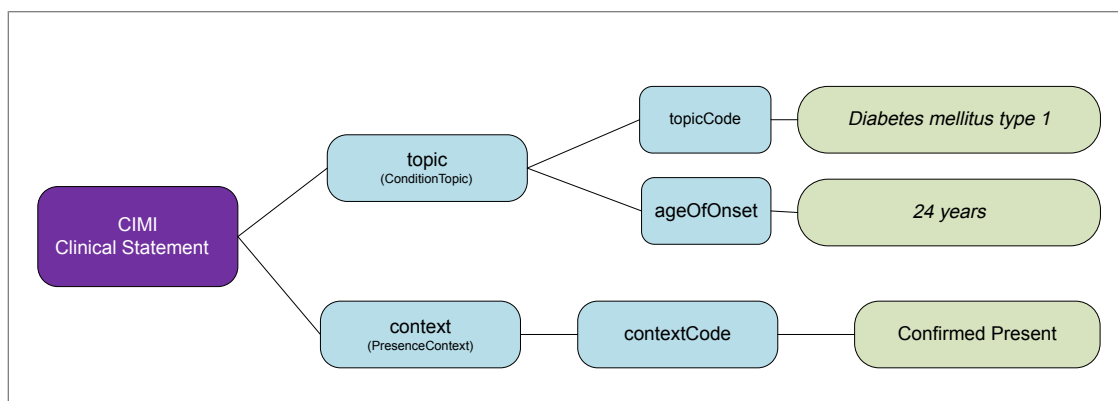 CIMI
Clinical Statement
topic
(ConditionTopic)
topicCode
Diabetes mellitus type 1
ageOfOnset
24 years
context
(PresenceContext)
contextCode
Confirmed Present